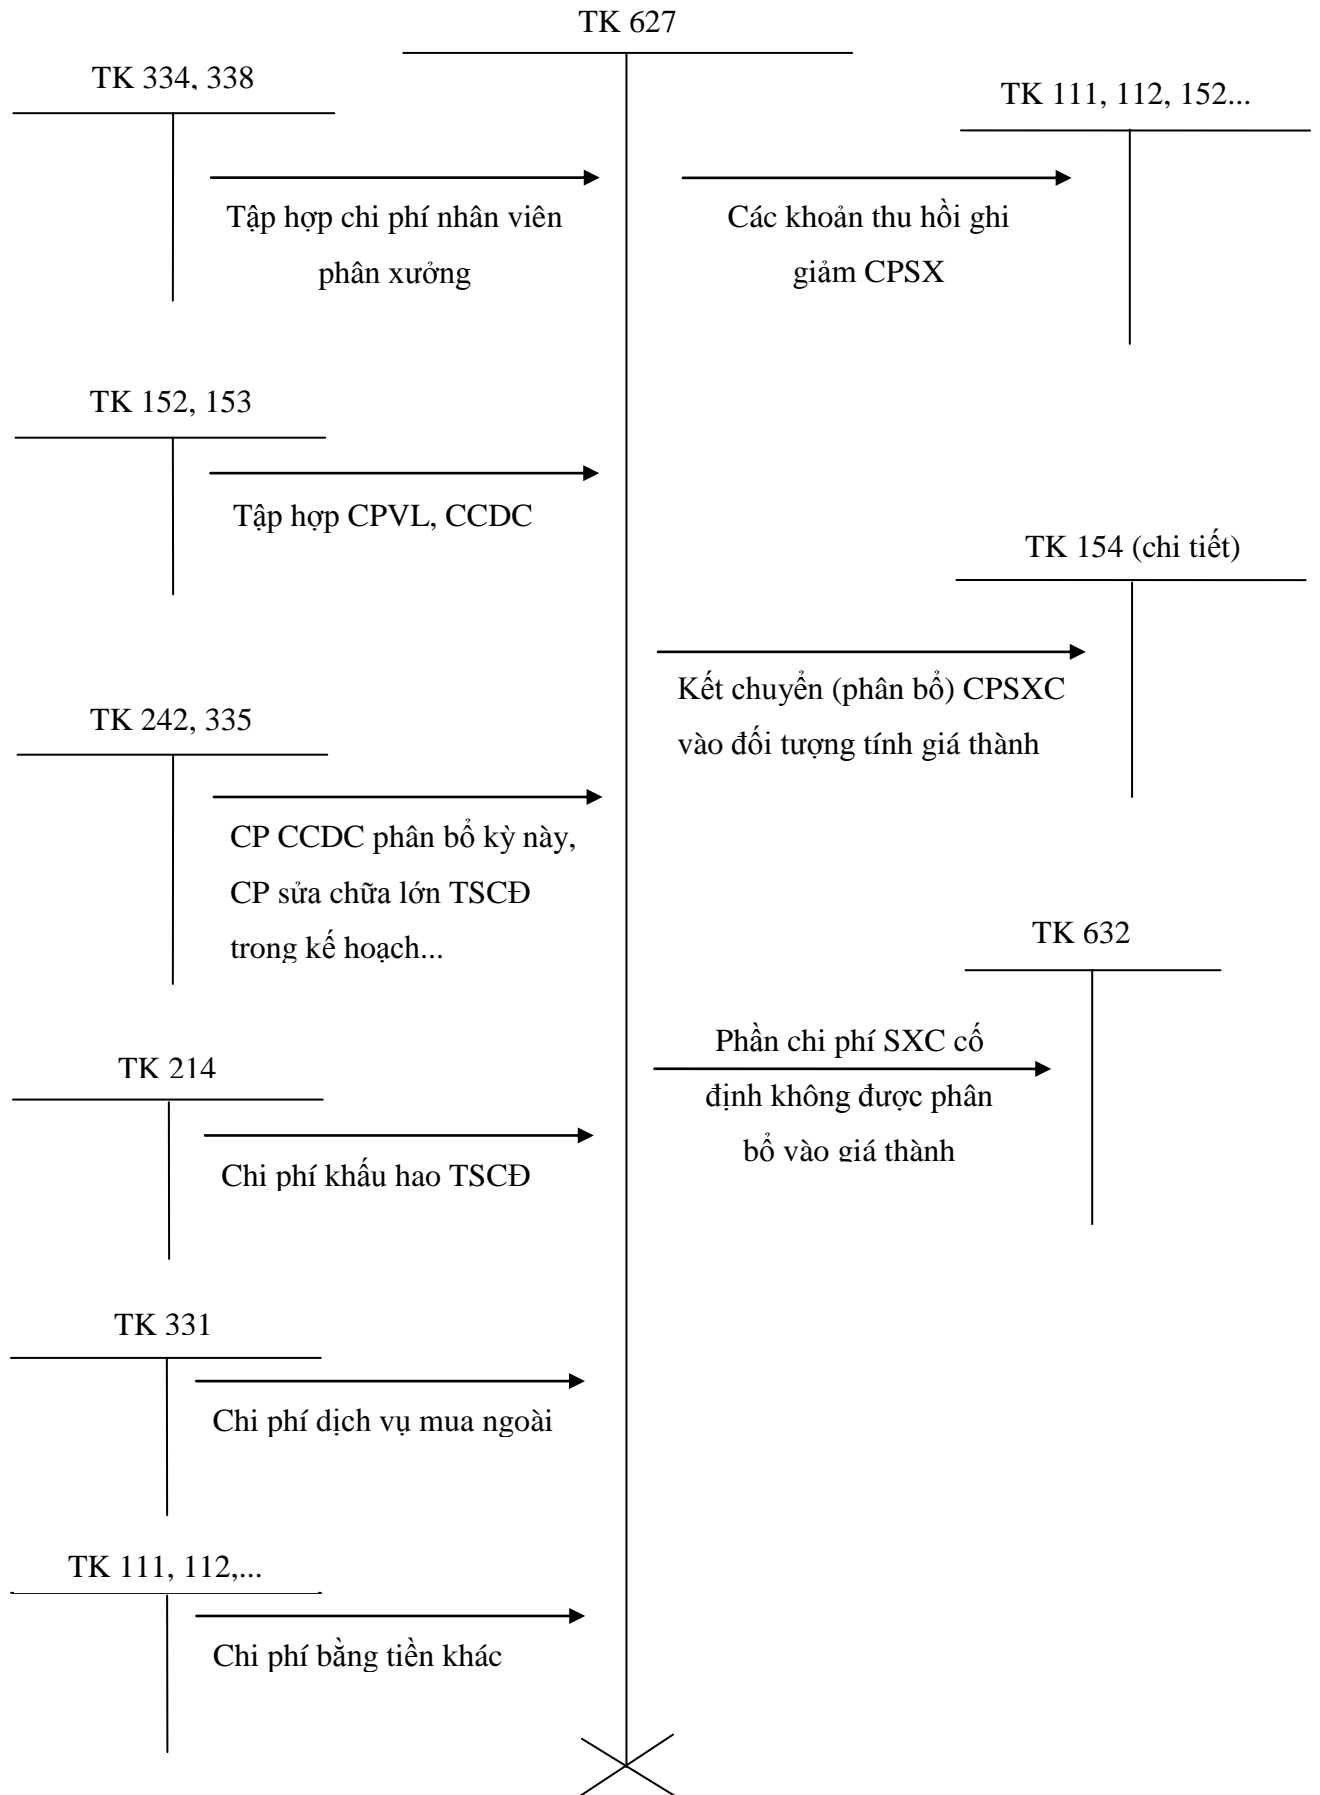 TK 627
TK 334, 338
TK 111, 112, 152...
Tập hợp chi phí nhân viên
phân xưởng
Các khoản thu hồi ghi
giảm CPSX
TK 152, 153
Tập hợp CPVL, CCDC
TK 154 (chi tiết)
Kết chuyển (phân bổ) CPSXC
vào đối tượng tính giá thành
TK 242, 335
CP CCDC phân bổ kỳ này,
CP sửa chữa lớn TSCĐ
trong kế hoạch...
TK 632
Phần chi phí SXC cố
định không được phân
bổ vào giá thành
TK 214
Chi phí khấu hao TSCĐ
TK 331
Chi phí dịch vụ mua ngoài
TK 111, 112,...
Chi phí bằng tiền khác